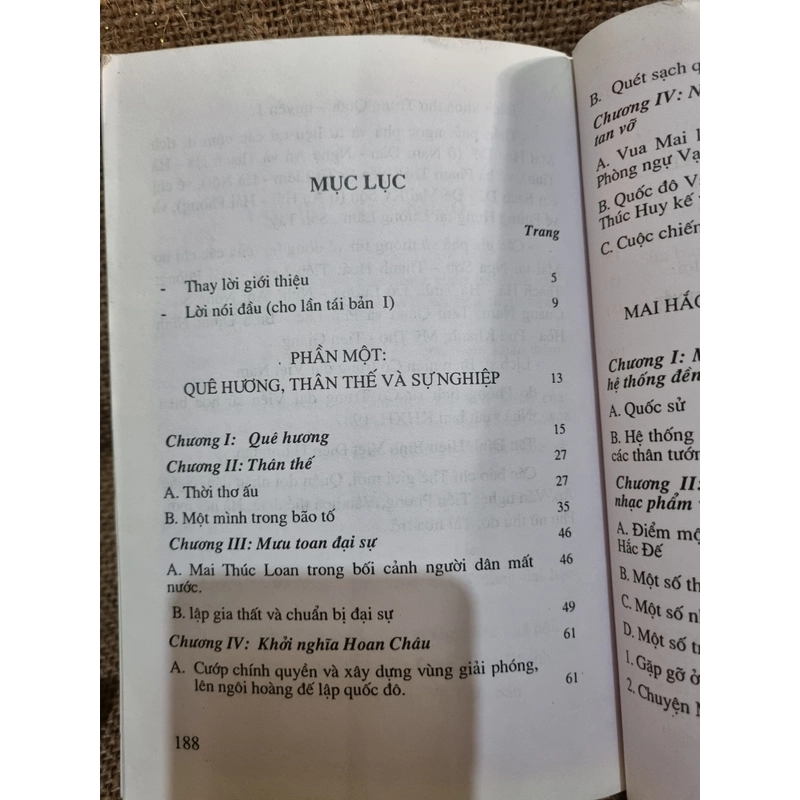 MỤC LỤC
Trang
- Thay lời giới thiệu 5
- Lời nói đầu (cho lần tái bản I) 9
PHẦN MỘT:
QUÊ HƯƠNG, THÂN THẾ VÀ SỰ NGHIỆP 13
Chương I: Quê hương 15
Chương II: Thân thế 27
A. Thời thơ ấu 27
B. Một mình trong bão tố 35
Chương III: Mưu toan đại sự 46
A. Mai Thúc Loan trong bối cảnh người dân mất 46
nước.
B. lập gia thất và chuẩn bị đại sự 49
Chương IV: Khởi nghĩa Hoan Châu 61
A. Cướp chính quyền và xây dựng vùng giải phóng,
lên ngôi hoàng đế lập quốc đô. 61
188
B. Quét sạch
Chương IV:
tan vỡ
A. Vua Mai
Phòng ngự
B. Quốc đô
Thúc Huy kế
C. Cuộc chiến
MAI HẮC
Chương I:
hệ thống đền
A. Quốc sử
B. Hệ thống
các thân tướng
Chương II:
nhạc phẩm
A. Điểm
Hắc Đế
B. Một số
C. Một số
D. Một số
1. Gặp gỡ
2. Chuyện